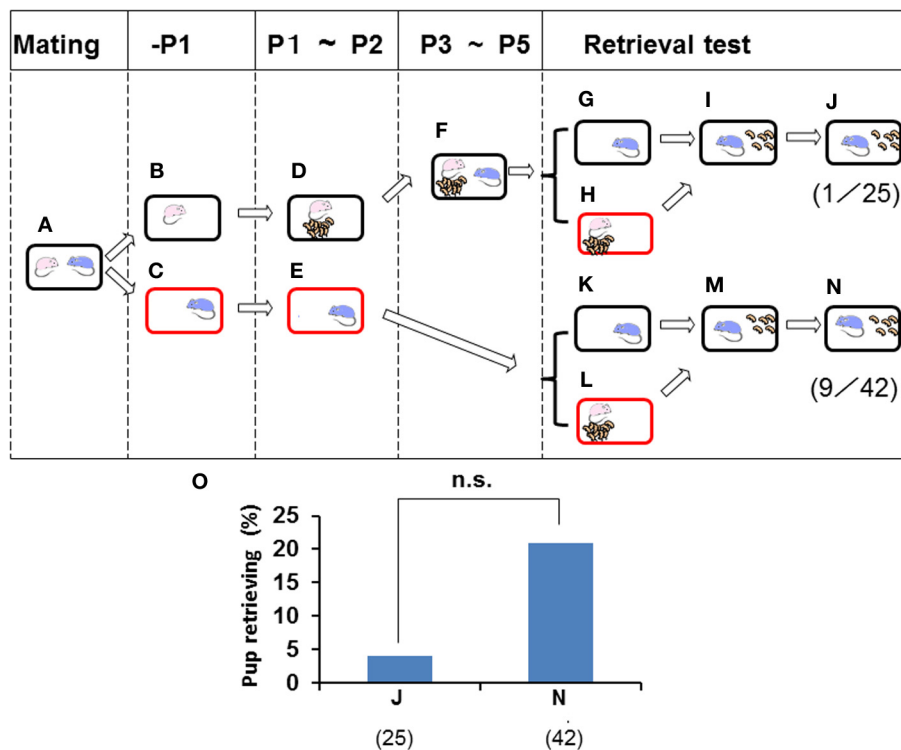 Mating -P1 P1 ~ P2 P3 ~ P5 Retrieval test
G I J
F
B D
A
(1/25)
H
C E
K M N
L
(9/42)
O
n.s.
Pup retrieving (%)
25
20
15
10
5
0
J N
(25) (42)